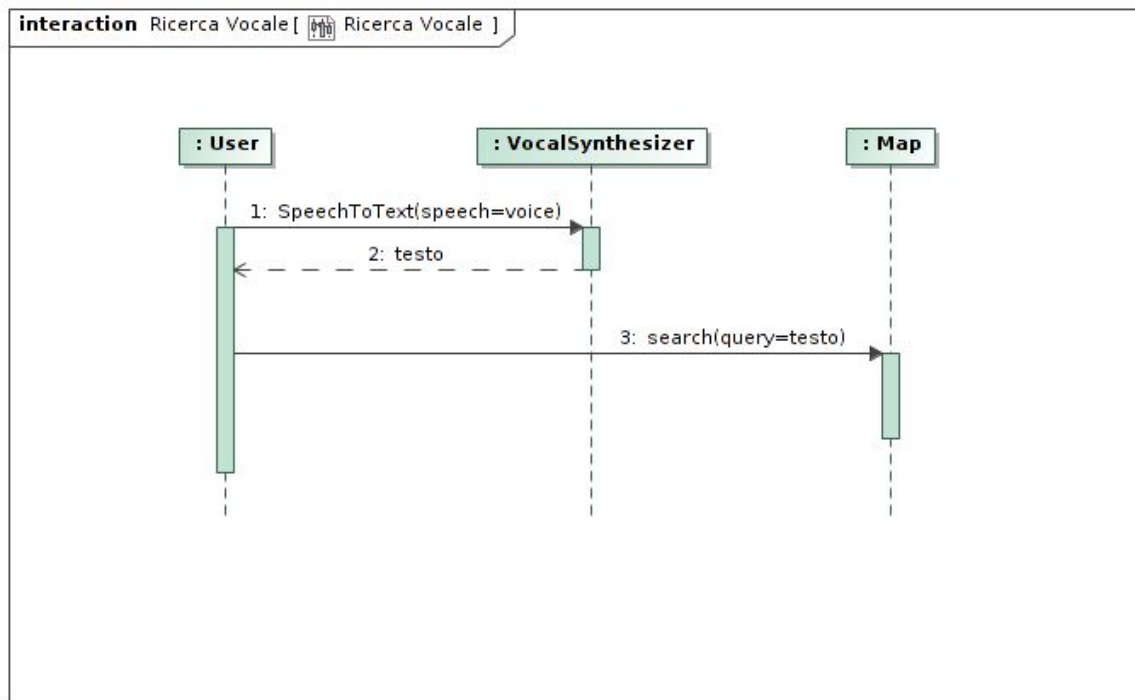 interaction Ricerca Vocale [ Ricerca Vocale ]
: User
: VocalSynthesizer
: Map
1: SpeechToText(speech=voice)
2: testo
3: search(query=testo)